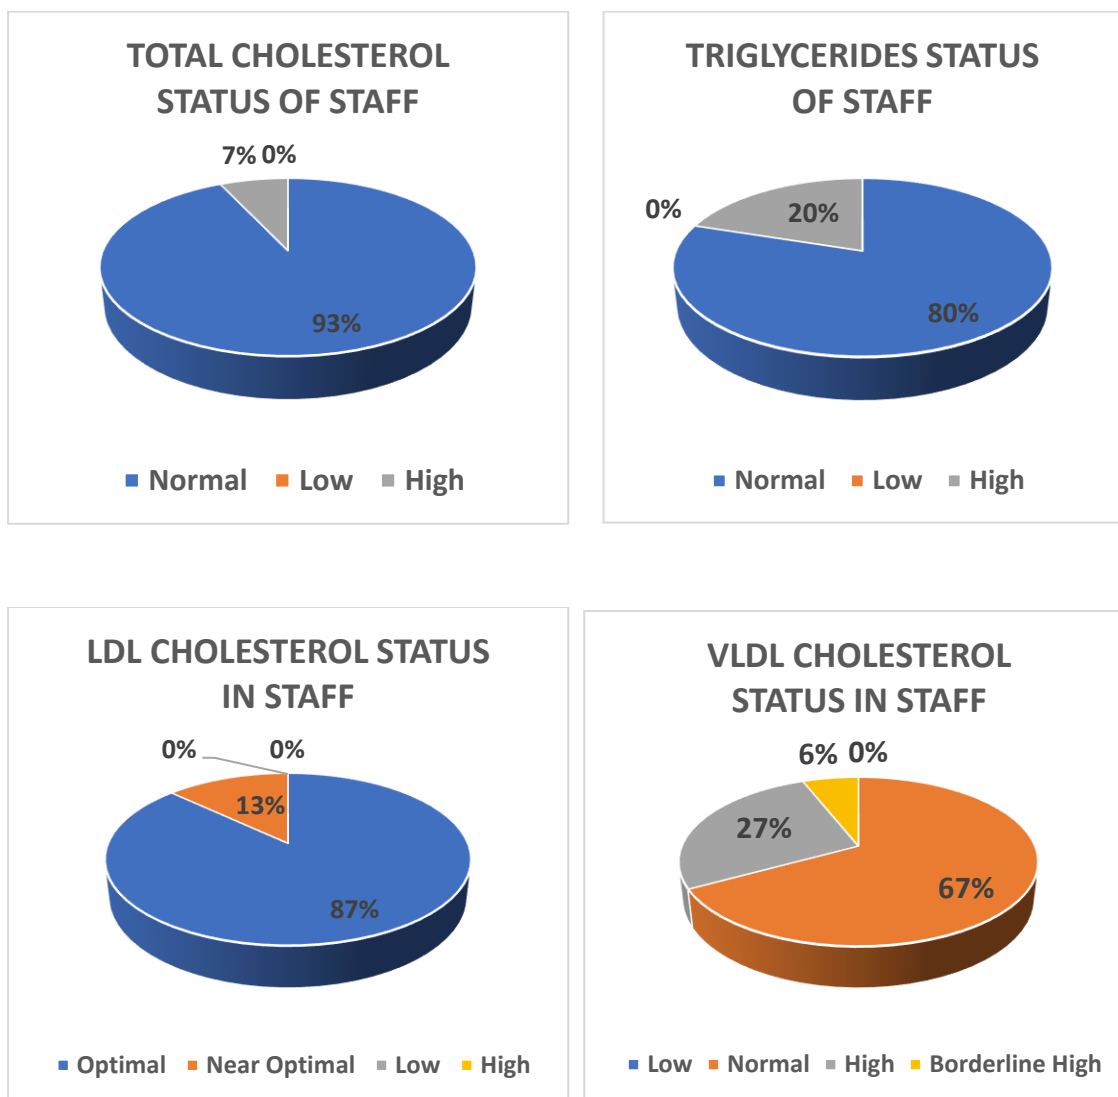 TOTAL CHOLESTEROL
STATUS OF STAFF
7% 0%
93%
Normal Low High
TRIGLYCERIDES STATUS
OF STAFF
0%
20%
80%
Normal Low High
LDL CHOLESTEROL STATUS
IN STAFF
0% 0%
13%
87%
Optimal Near Optimal Low High
VLDL CHOLESTEROL
STATUS IN STAFF
6% 0%
27%
67%
Low Normal High Borderline High